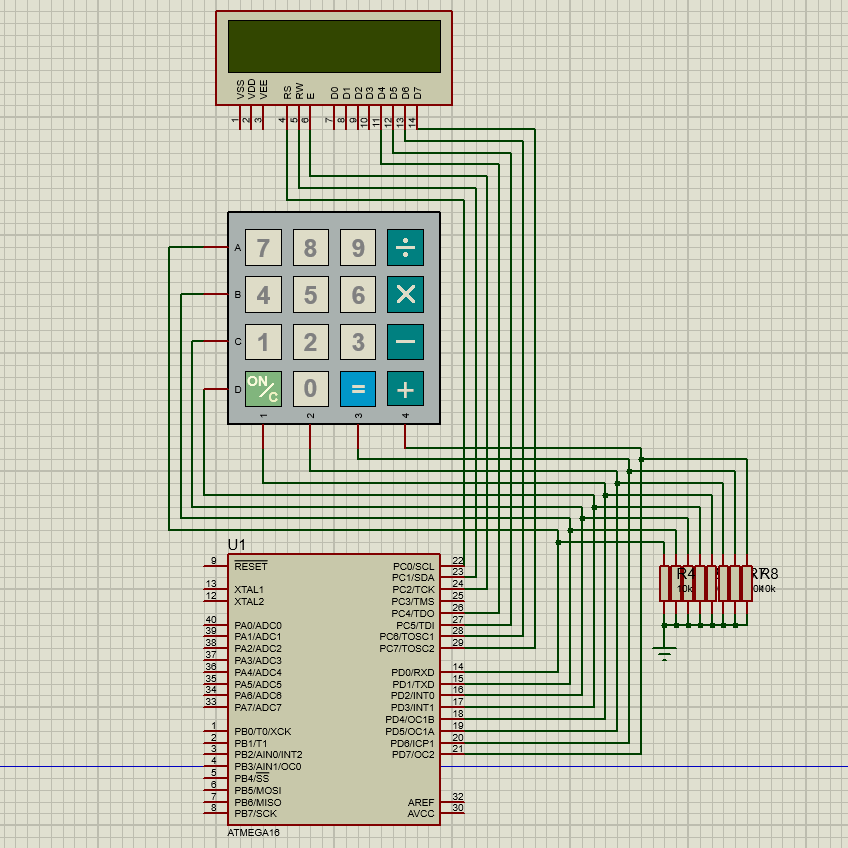 VSS VDD VEE RS RW E D0 D1 D2 D3 D4 D5 D6 D7
1 2 3 4 5 6 7 8 9 10 11 12 13 14
A 7 8 9 ÷
B 4 5 6 ×
C 1 2 3 −
D ON/C 0 = +
1 2 3 4
U1
9 RESET PC0/SCL 22
PC1/SDA 23
13 XTAL1 PC2/TCK 24
12 XTAL2 PC3/TMS 25
PC4/TDO 26
40 PA0/ADC0 PC5/TDI 27
39 PA1/ADC1 PC6/TOSC1 28
38 PA2/ADC2 PC7/TOSC2 29
37 PA3/ADC3
36 PA4/ADC4 PD0/RXD 14
35 PA5/ADC5 PD1/TXD 15
34 PA6/ADC6 PD2/INT0 16
33 PA7/ADC7 PD3/INT1 17
PD4/OC1B 18
1 PB0/T0/XCK PD5/OC1A 19
2 PB1/T1 PD6/ICP1 20
3 PB2/AIN0/INT2 PD7/OC2 21
4 PB3/AIN1/OC0
5 PB4/SS
6 PB5/MOSI
7 PB6/MISO AREF 32
8 PB7/SCK AVCC 30
ATMEGA16
R4 R8
10k